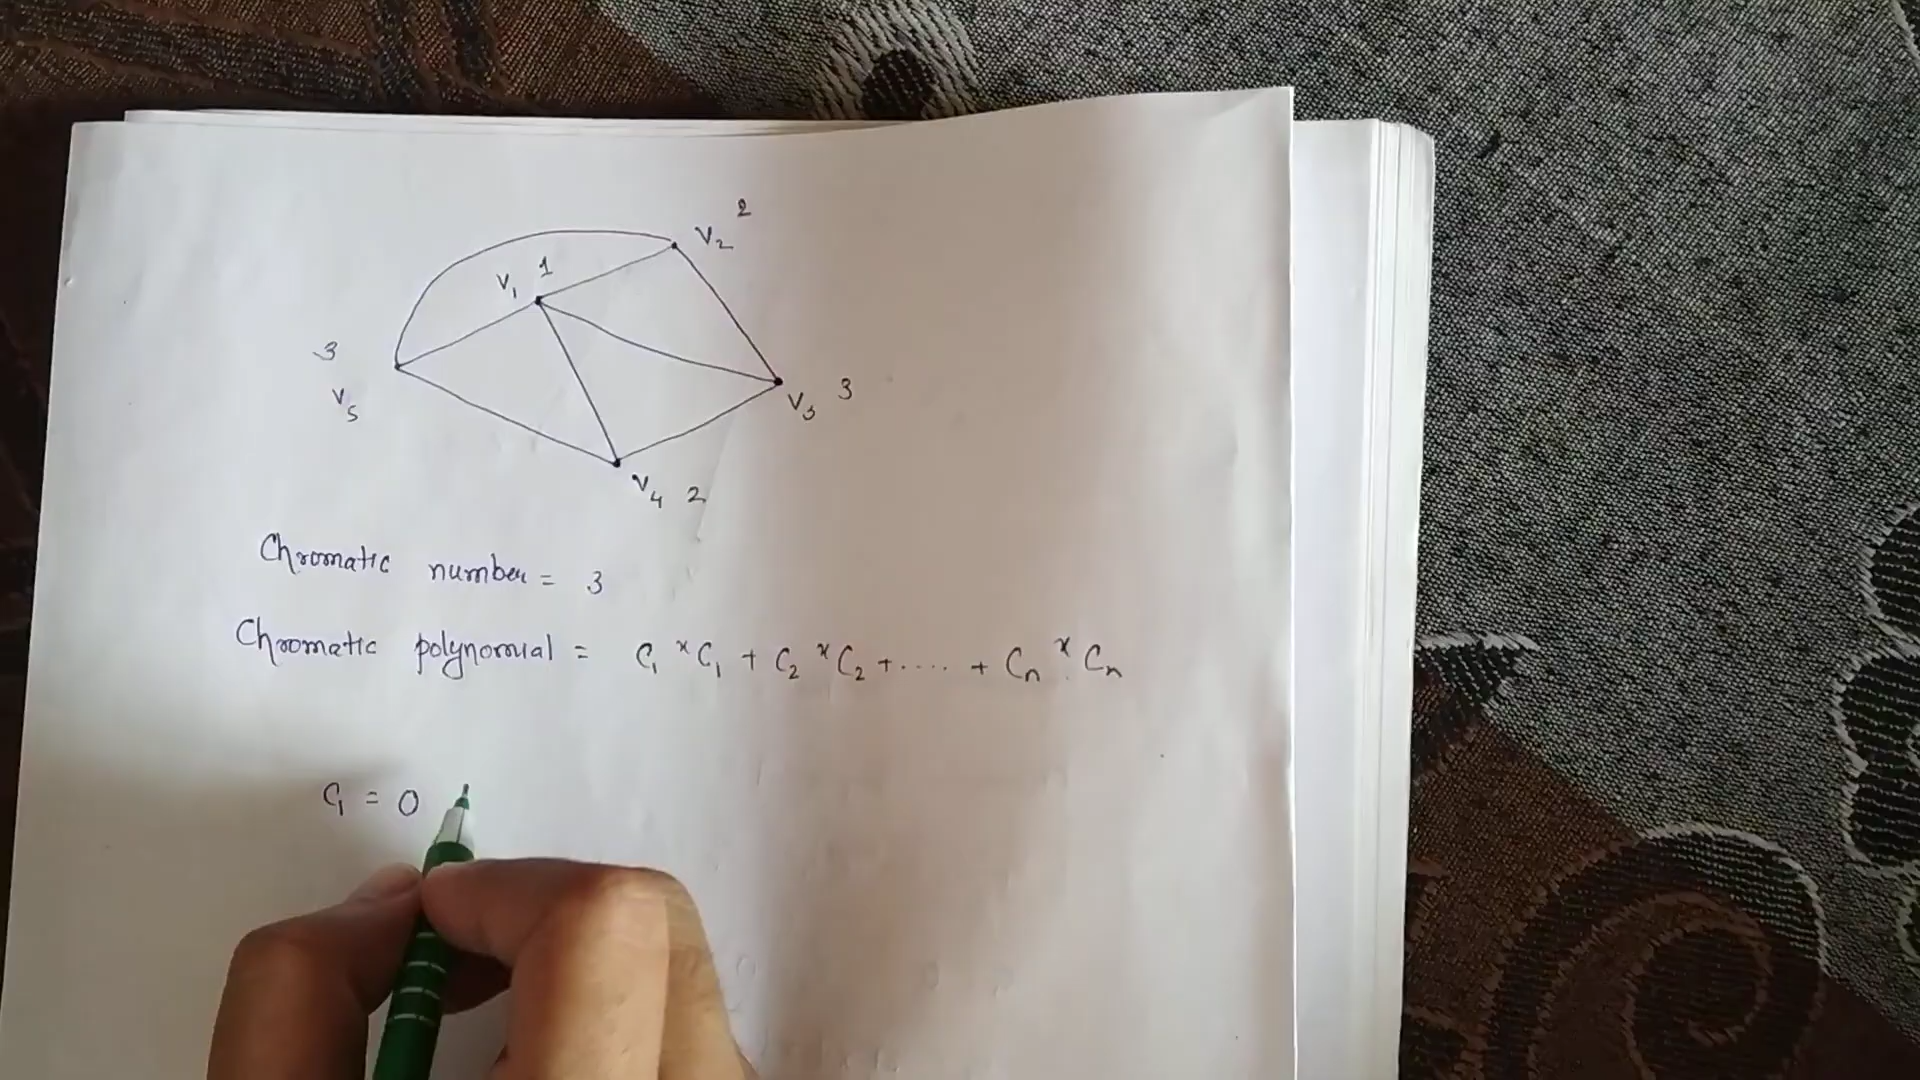 2
V₂
V₁ 1
3
V₅
V₃ 3
V₄ 2
Chromatic number = 3
Chromatic polynomial = C₁ ˣC₁ + C₂ ˣC₂ + ..... + Cₙ ˣCₙ
C₁ = 0